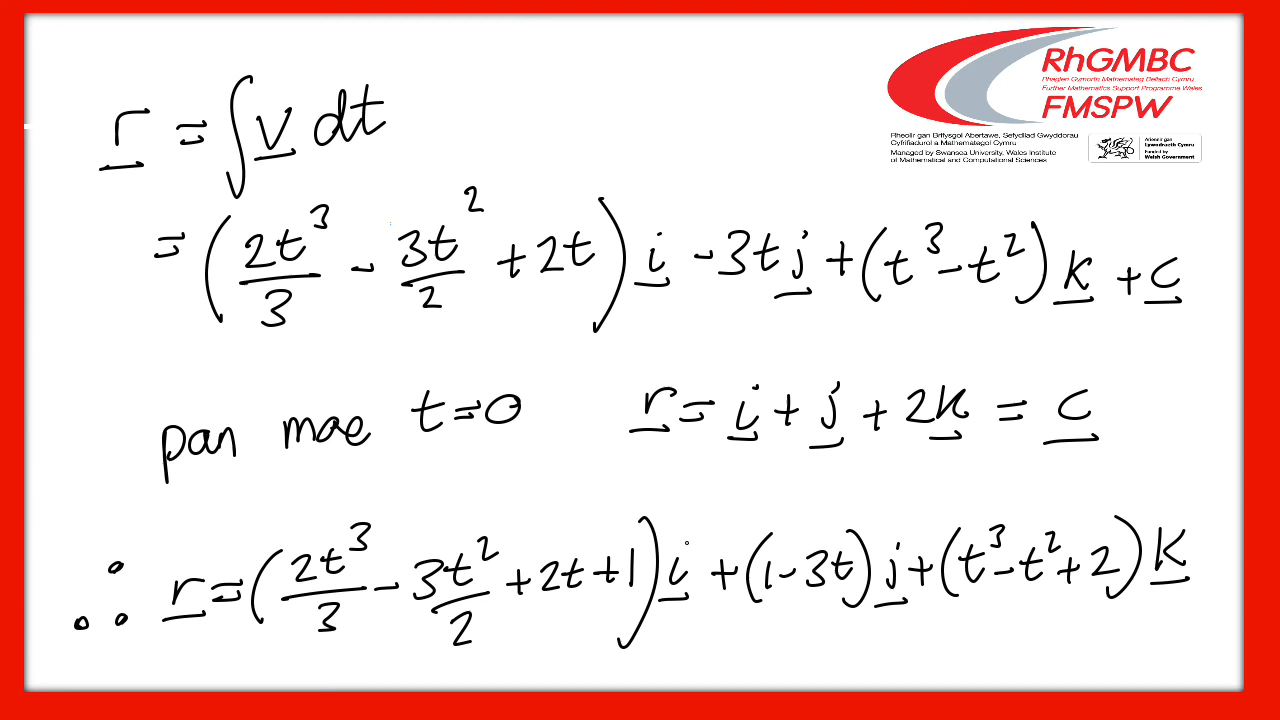 RhGMBC
Rhaglen Gymorth Mathemateg Bellach Cymru
Further Mathematics Support Programme Wales
FMSPW
Rheolir gan Brifysgol Abertawe, Sefydliad Gwyddorau
Cyfrifiadurol a Mathemategol Cymru
Managed by Swansea University, Wales Institute
of Mathematical and Computational Sciences
Ariennir gan
Lywodraeth Cymru
Funded by
Welsh Government
r = ∫ v dt
= (2t³/3 - 3t²/2 + 2t) i - 3t j + (t³ - t²) k + c
pan mae t = 0 r = i + j + 2k = c
∴ r = (2t³/3 - 3t²/2 + 2t + 1) i + (1 - 3t) j + (t³ - t² + 2) k